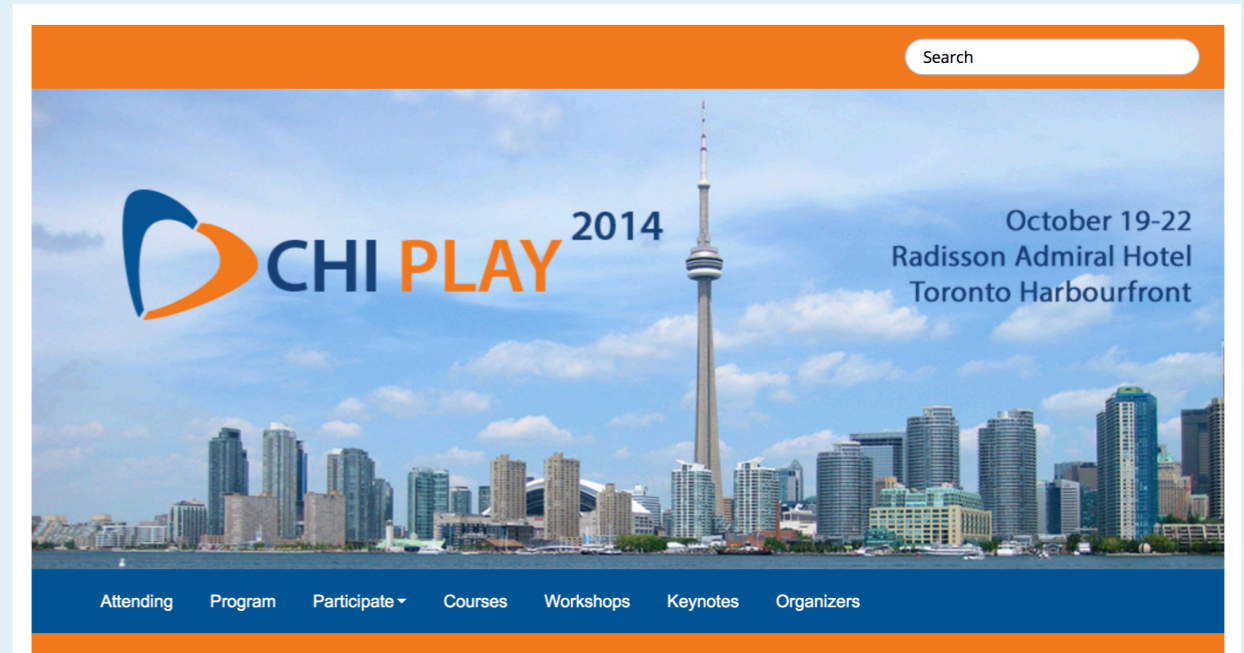 Search
CHI PLAY 2014
October 19-22
Radisson Admiral Hotel
Toronto Harbourfront
Attending Program Participate Courses Workshops Keynotes Organizers